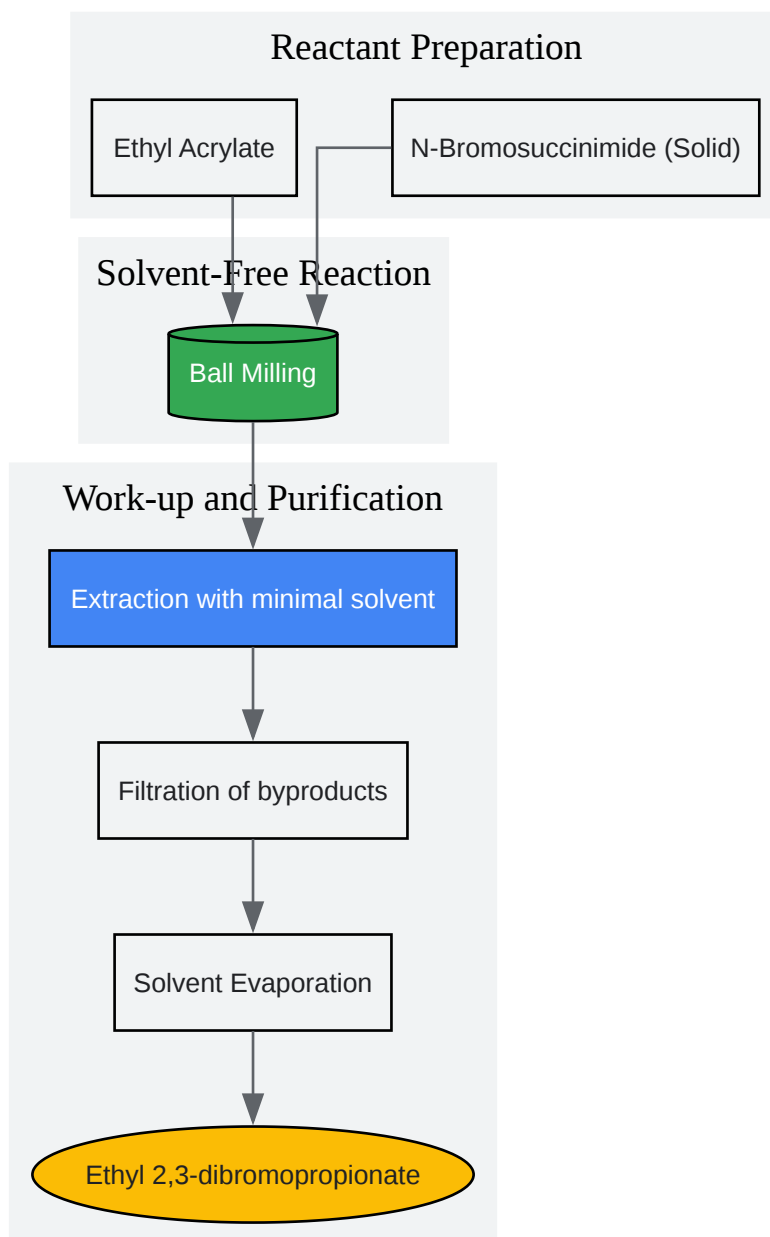 Reactant Preparation
Ethyl Acrylate
N-Bromosuccinimide (Solid)
Solvent-Free Reaction
Ball Milling
Work-up and Purification
Extraction with minimal solvent
Filtration of byproducts
Solvent Evaporation
Ethyl 2,3-dibromopropionate